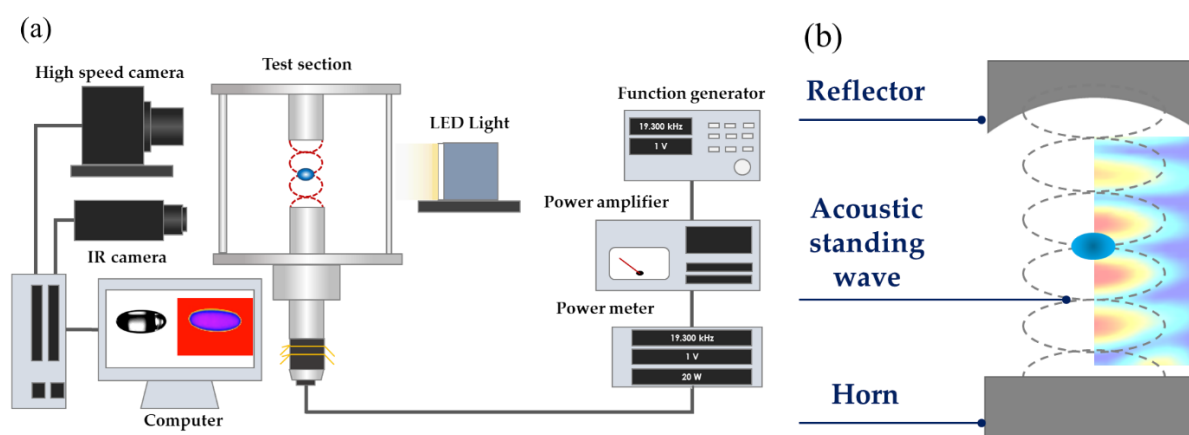 (a)
High speed camera
Test section
Function generator
19.300 kHz
1 V
LED Light
Power amplifier
IR camera
Power meter
19.300 kHz
1 V
20 W
Computer
(b)
Reflector
Acoustic
standing
wave
Horn